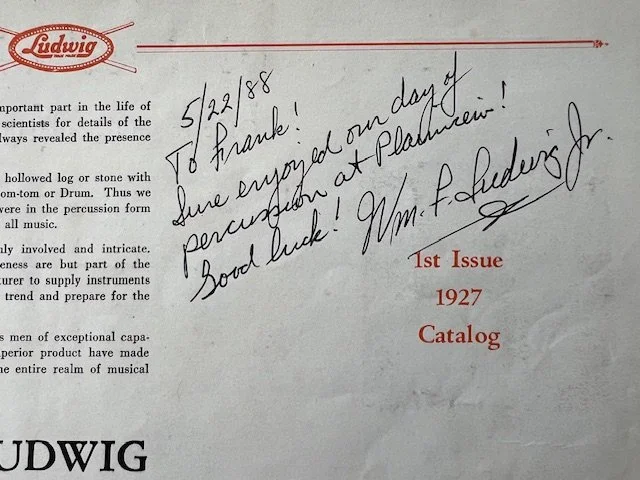 Ludwig
TRADE MARK
5/22/88
To Frank!
Sure enjoyed our day of
percussion at Plainview!
Good luck! Wm. F. Ludwig Jr.
mportant part in the life of
scientists for details of the
lways revealed the presence
hollowed log or stone with
om-tom or Drum. Thus we
were in the percussion form
all music.
ly involved and intricate.
eness are but part of the
turer to supply instruments
trend and prepare for the
s men of exceptional capa-
perior product have made
he entire realm of musical
UDWIG
1st Issue
1927
Catalog